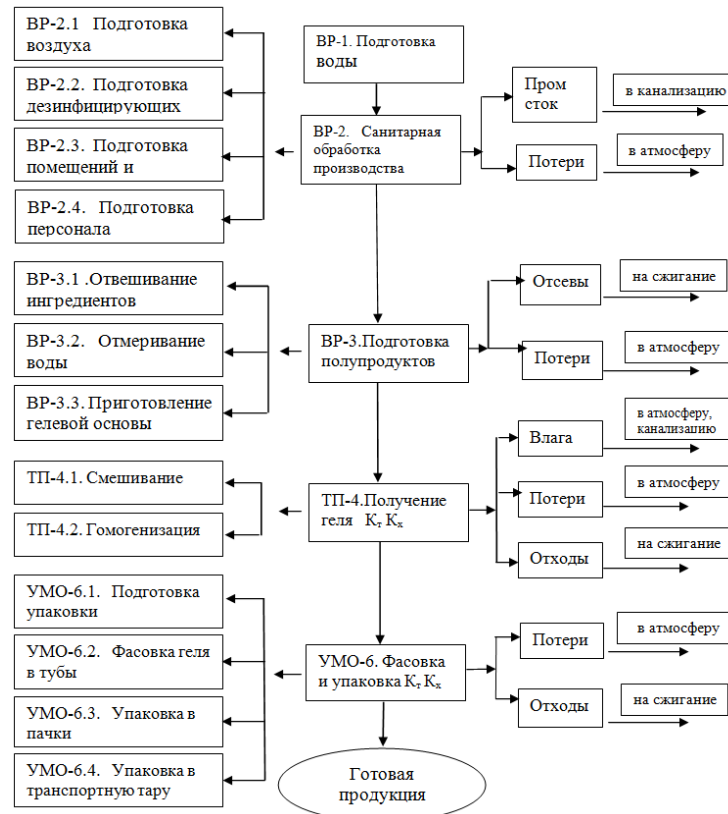 ВР-2.1 Подготовка
воздуха
ВР-2.2. Подготовка
дезинфицирующих
ВР-2.3. Подготовка
помещений и
ВР-2.4. Подготовка
персонала
ВР-1. Подготовка
воды
ВР-2. Санитарная
обработка
производства
Пром
сток
в канализацию
Потери
в атмосферу
ВР-3.1 .Отвешивание
ингредиентов
ВР-3.2. Отмеривание
воды
ВР-3.3. Приготовление
гелевой основы
ВР-3.Подготовка
полупродуктов
Отсевы
на сжигание
Потери
в атмосферу
ТП-4.1. Смешивание
ТП-4.2. Гомогенизация
ТП-4.Получение
геля Кт Кх
Влага
в атмосферу,
канализацию
Потери
в атмосферу
Отходы
на сжигание
УМО-6.1. Подготовка
упаковки
УМО-6.2. Фасовка геля
в тубы
УМО-6.3. Упаковка в
пачки
УМО-6.4. Упаковка в
транспортную тару
УМО-6. Фасовка
и упаковка Кт Кх
Потери
в атмосферу
Отходы
на сжигание
Готовая
продукция